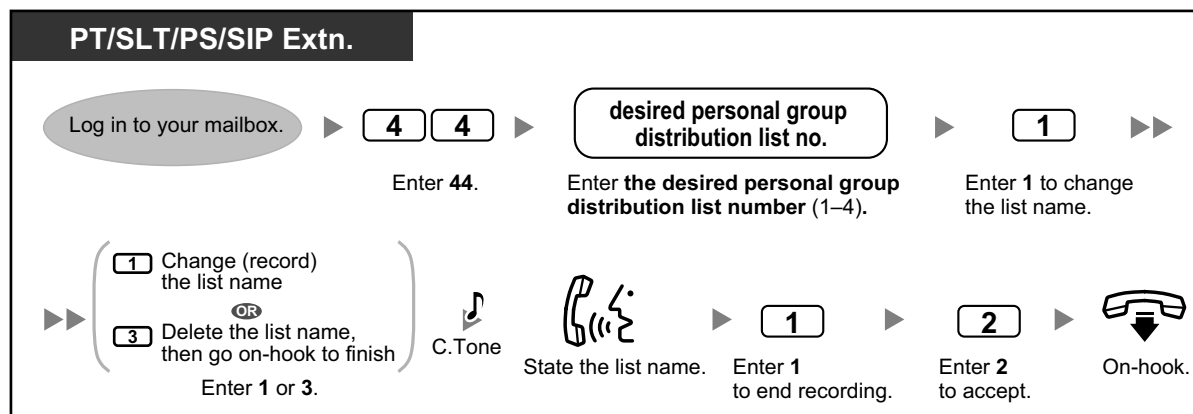 PT/SLT/PS/SIP Extn.
Log in to your mailbox.
4 4
Enter 44.
desired personal group
distribution list no.
Enter the desired personal group
distribution list number (1–4).
1
Enter 1 to change
the list name.
1 Change (record)
the list name
OR
3 Delete the list name,
then go on-hook to finish
Enter 1 or 3.
C.Tone
State the list name.
1
Enter 1
to end recording.
2
Enter 2
to accept.
On-hook.